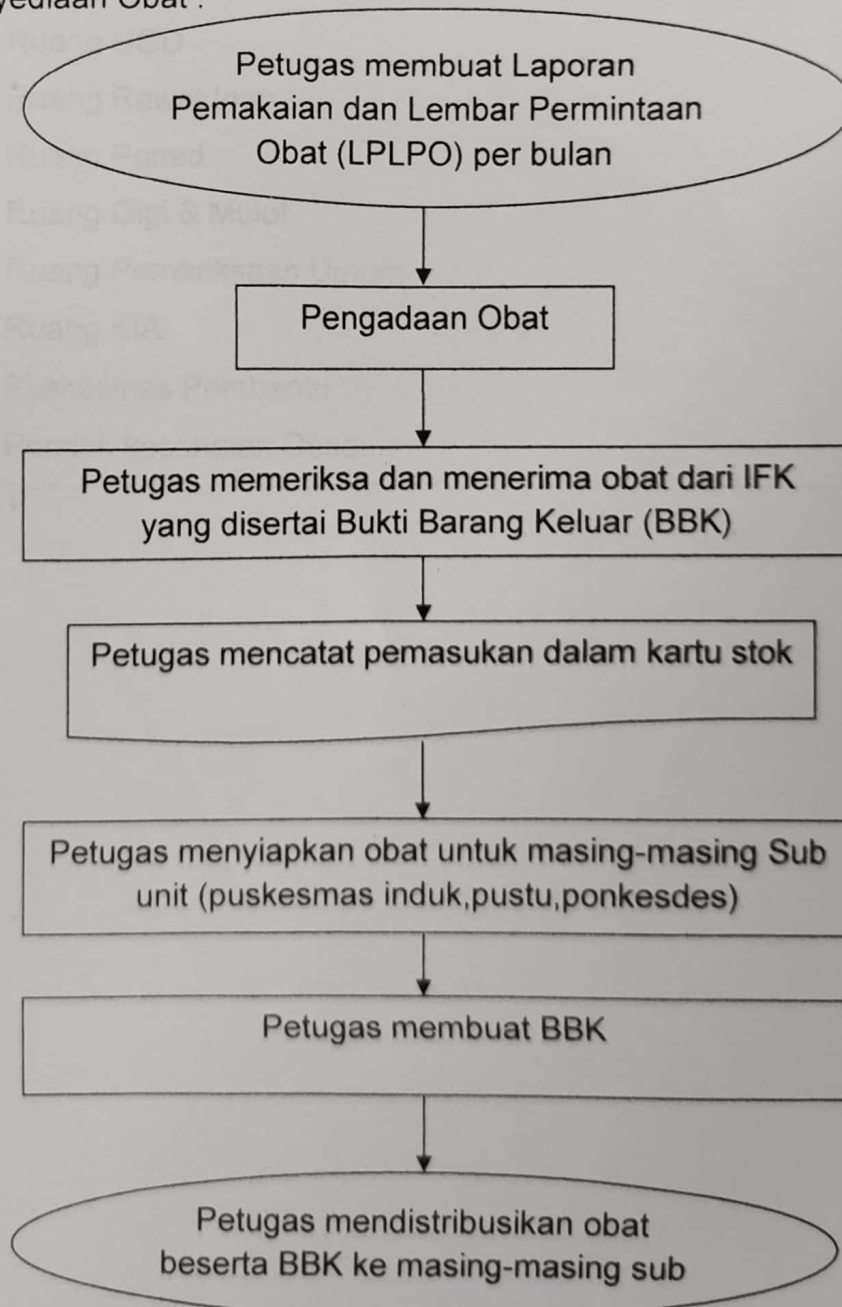 Obat :
Petugas membuat Laporan
Pemakaian dan Lembar Permintaan
Obat (LPLPO) per bulan
Pengadaan Obat
Petugas memeriksa dan menerima obat dari IFK
yang disertai Bukti Barang Keluar (BBK)
Petugas mencatat pemasukan dalam kartu stok
Petugas menyiapkan obat untuk masing-masing Sub
unit (puskesmas induk,pustu,ponkesdes)
Petugas membuat BBK
Petugas mendistribusikan obat
beserta BBK ke masing-masing sub